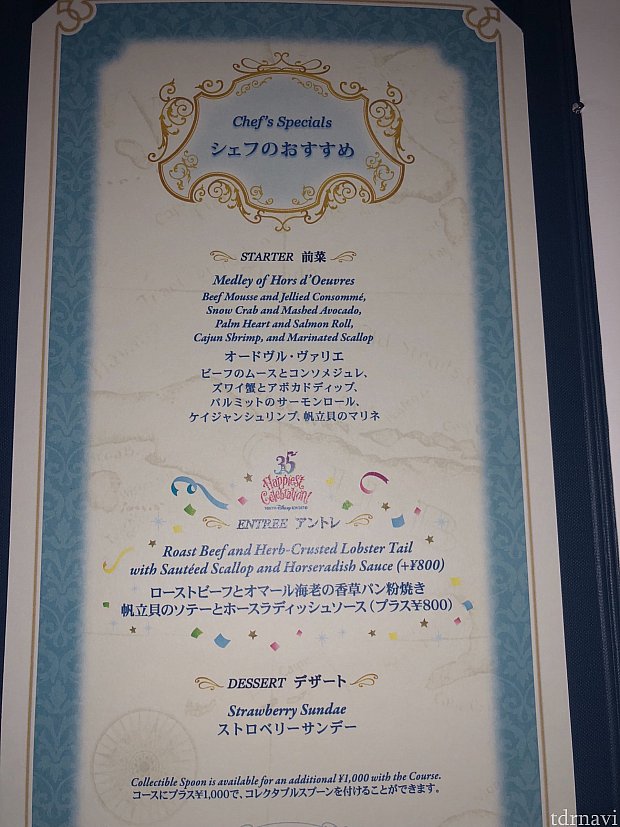 Chef's Specials
シェフのおすすめ
STARTER 前菜
Medley of Hors d'Oeuvres
Beef Mousse and Jellied Consommé,
Snow Crab and Mashed Avocado,
Palm Heart and Salmon Roll,
Cajun Shrimp, and Marinated Scallop
オードヴル・ヴァリエ
ビーフのムースとコンソメジュレ、
ズワイ蟹とアボカドディップ、
パルミットのサーモンロール、
ケイジャンシュリンプ、帆立貝のマリネ
35
Happiest
Celebration!
TOKYO Disney RESORT
ENTREE アントレ
Roast Beef and Herb-Crusted Lobster Tail
with Sautéed Scallop and Horseradish Sauce (+¥800)
ローストビーフとオマール海老の香草パン粉焼き
帆立貝のソテーとホースラディッシュソース（プラス¥800）
DESSERT デザート
Strawberry Sundae
ストロベリーサンデー
Collectible Spoon is available for an additional ¥1,000 with the Course.
コースにプラス¥1,000で、コレクタブルスプーンを付けることができます。
tdrnavi